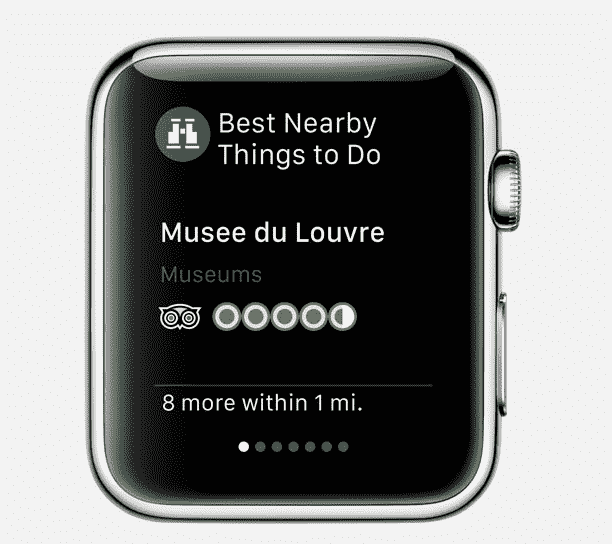 Best Nearby
Things to Do
Musee du Louvre
Museums
8 more within 1 mi.